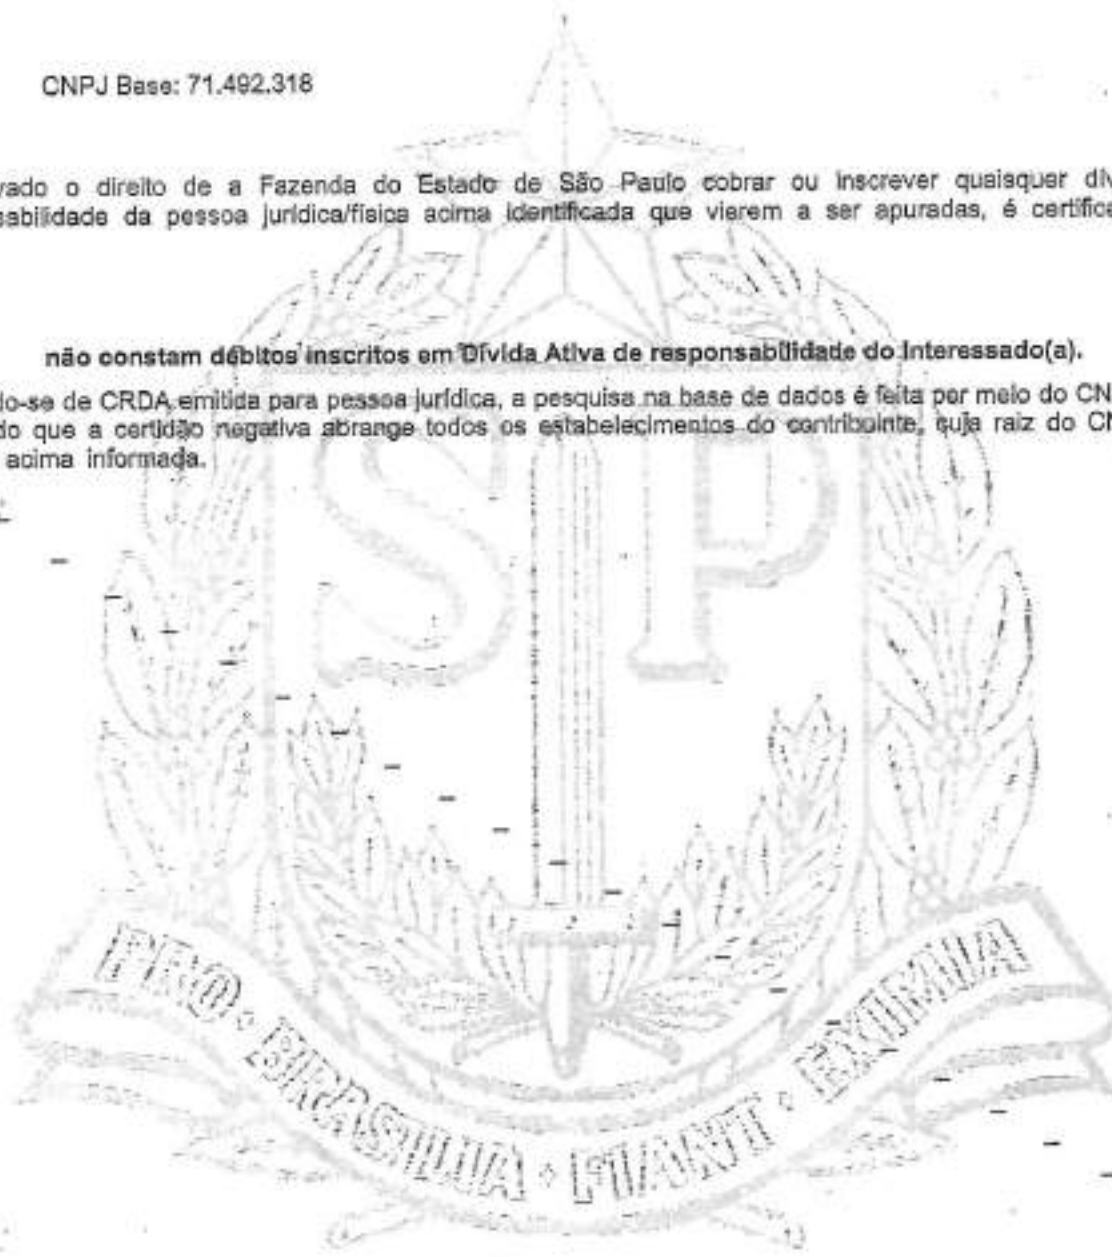 CNPJ Base: 71.492.318
vado o direito de a Fazenda do Estado de São Paulo cobrar ou inscrever quaisquer dív
sabilidade da pessoa jurídica/física acima identificada que vierem a ser apuradas, é certifica
não constam débitos inscritos em Dívida Ativa de responsabilidade do Interessado(a).
do-se de CRDA emitida para pessoa jurídica, a pesquisa na base de dados é feita por meio do CN
do que a certidão negativa abrange todos os estabelecimentos do contribuinte, cuja raiz do CN
acima informada.
SP
PRO · BRASILIA · FIANT · EXIMIA